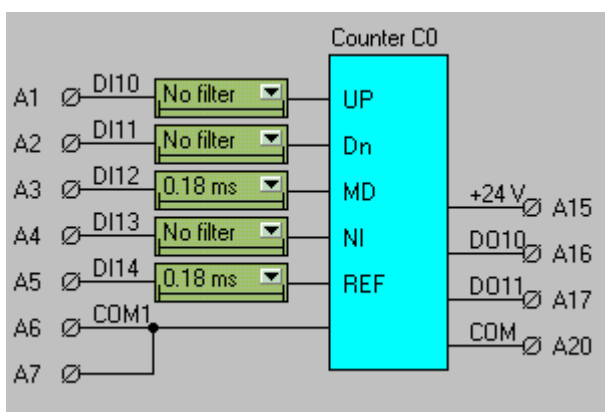 Counter C0
A1 DI10 No filter UP
A2 DI11 No filter Dn
A3 DI12 0.18 ms MD +24 V A15
A4 DI13 No filter NI DO10 A16
A5 DI14 0.18 ms REF DO11 A17
A6 COM1 COM A20
A7